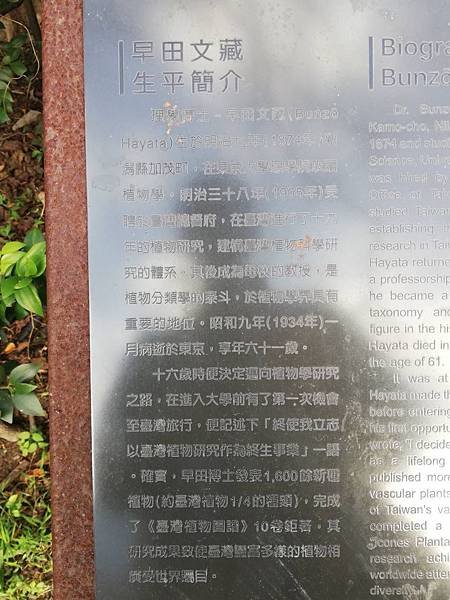 早田文藏
生平簡介
理學博士－早田文藏(Bunzō
Hayata)生於明治七年(1874年)新
潟縣加茂町，在東京大學理學院求讀
植物學。明治三十八年(1905年)受
聘於臺灣總督府，在臺灣進行了十六
年的植物研究，建構臺灣植物科學研
究的體系。其後成為母校的教授，是
植物分類學的泰斗，於植物學界具有
重要的地位。昭和九年(1934年)一
月病逝於東京，享年六十一歲。
十六歲時便決定邁向植物學研究
之路，在進入大學前有了第一次機會
至臺灣旅行，便記述下「終使我立志
以臺灣植物研究作為終生事業」一語
。確實，早田博士發表1,600餘新種
植物(約臺灣植物1/4的種類)，完成
了《臺灣植物圖譜》10卷鉅著，其
研究成果致使臺灣豐富多樣的植物相
廣受世界矚目。
Biogra
Bunzō
Dr. Bunz
Kamo-cho, Nii
1874 and studi
Science, Unive
was hired by
Office of Tai
studied Taiwan
establishing th
research in Taiw
Hayata returne
a professorship
he became a
taxonomy and
figure in the his
Hayata died in
the age of 61.
It was at
Hayata made th
before entering
his first opportu
wrote, "I decide
as a lifelong
published more
vascular plants
of Taiwan's va
completed a
Icones Planta
research achi
worldwide atten
diversity.